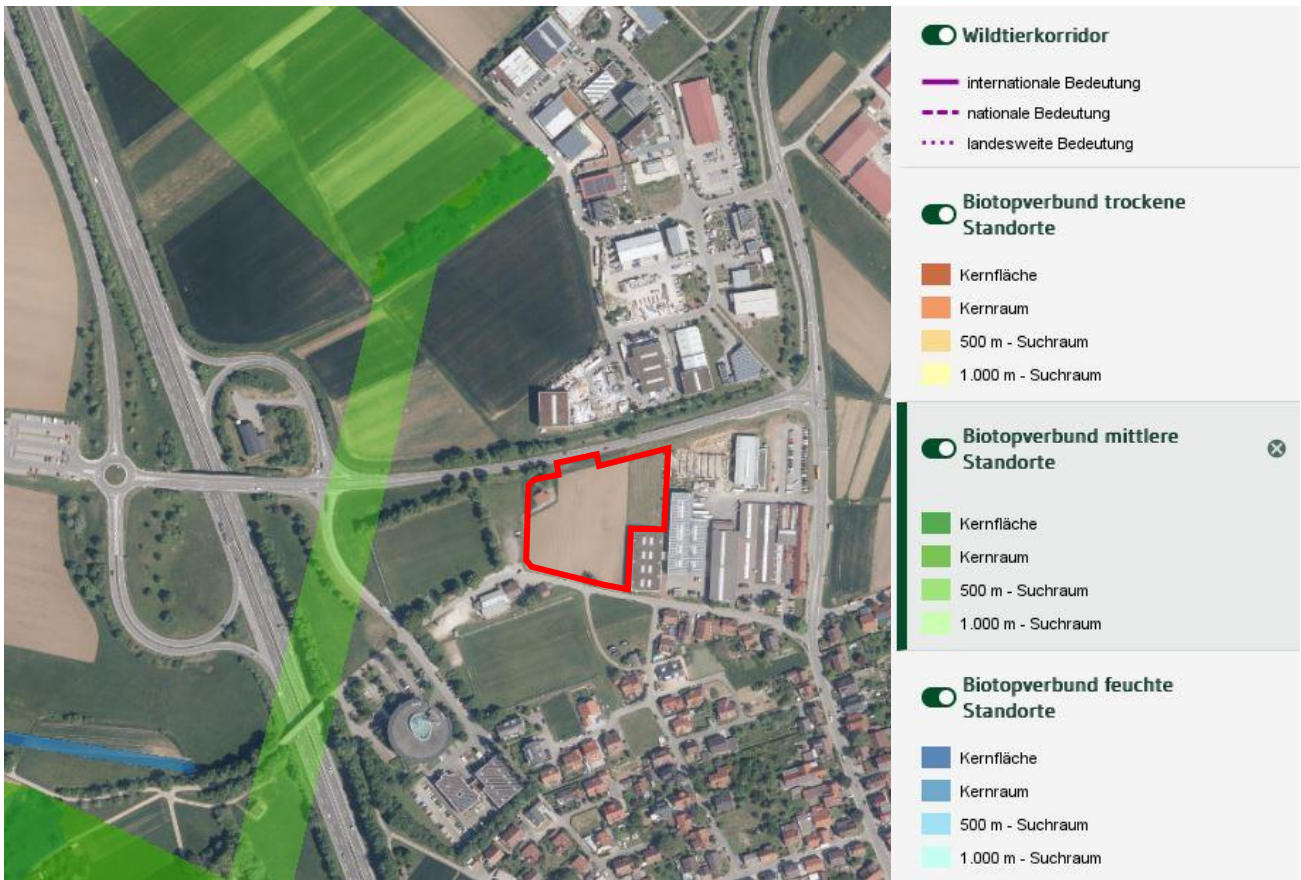 Wildtierkorridor
internationale Bedeutung
nationale Bedeutung
landesweite Bedeutung
Biotopverbund trockene
Standorte
Kernfläche
Kernraum
500 m - Suchraum
1.000 m - Suchraum
Biotopverbund mittlere
Standorte
Kernfläche
Kernraum
500 m - Suchraum
1.000 m - Suchraum
Biotopverbund feuchte
Standorte
Kernfläche
Kernraum
500 m - Suchraum
1.000 m - Suchraum